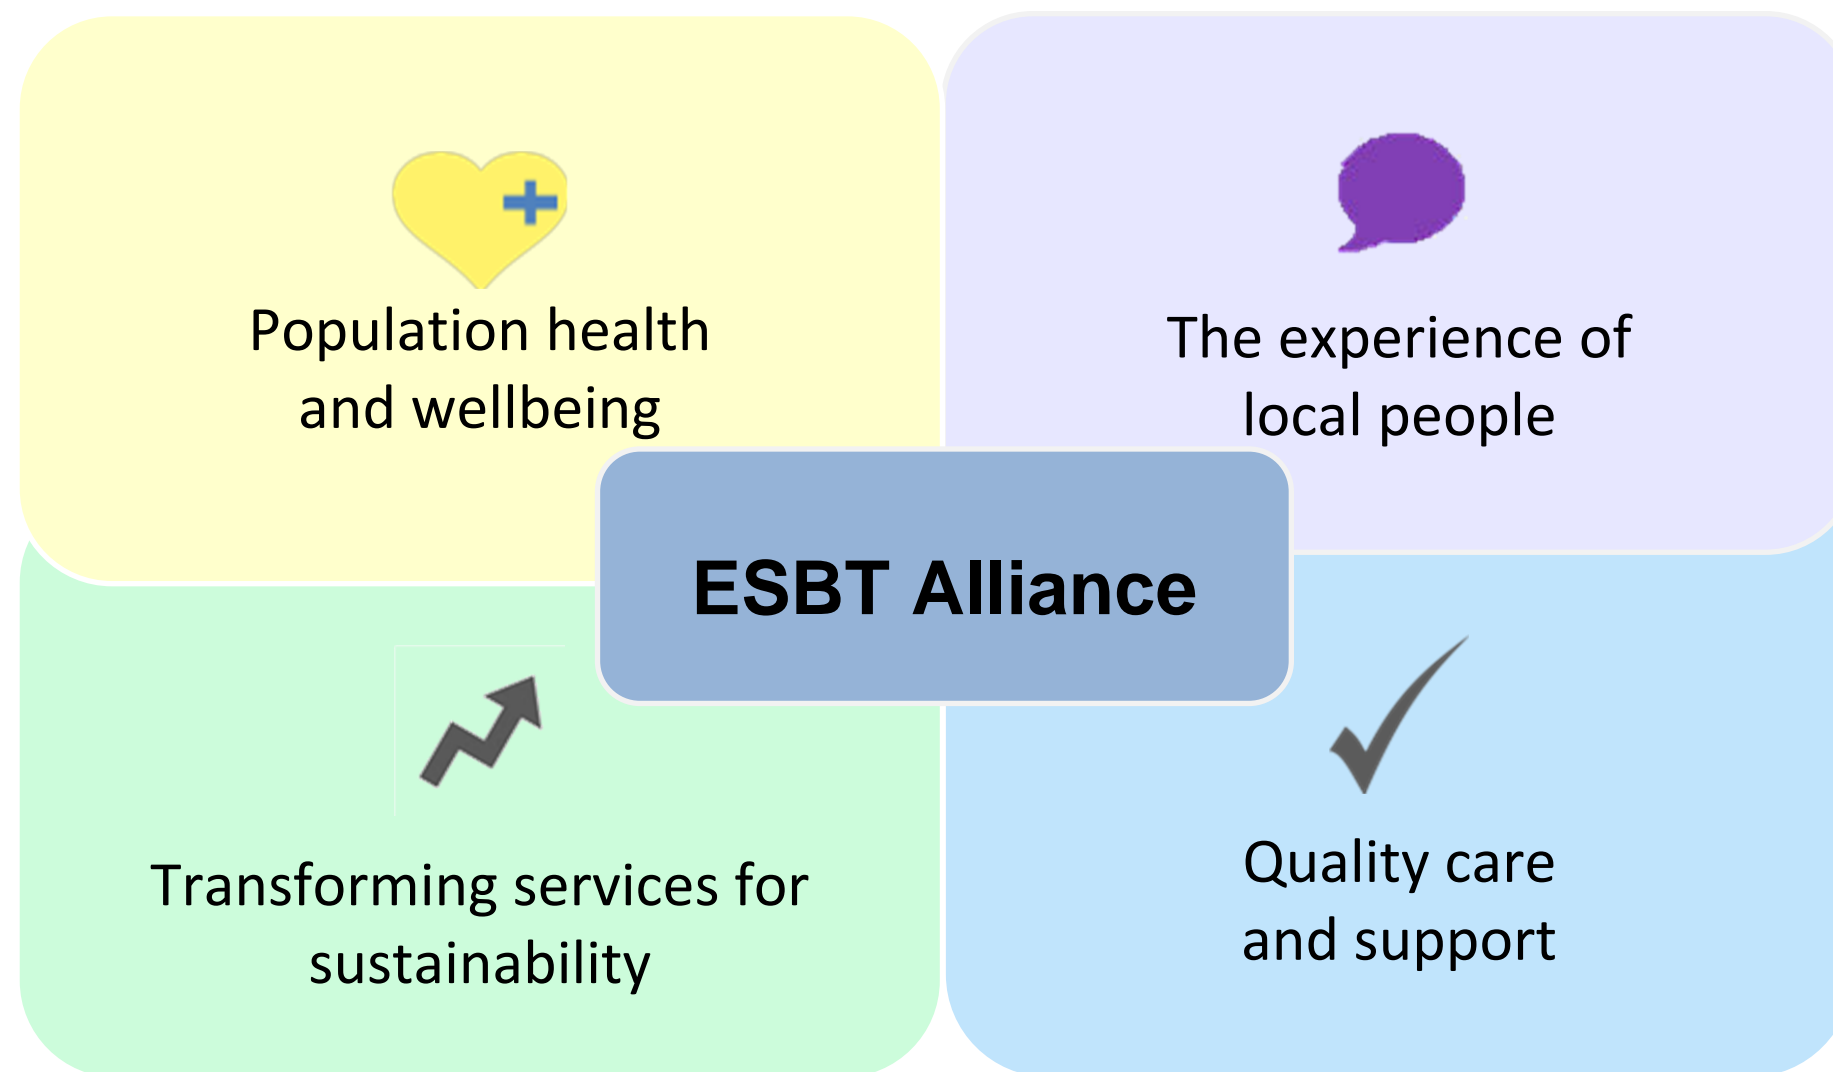 Population health
and wellbeing
The experience of
local people
ESBT Alliance
Transforming services for
sustainability
Quality care
and support